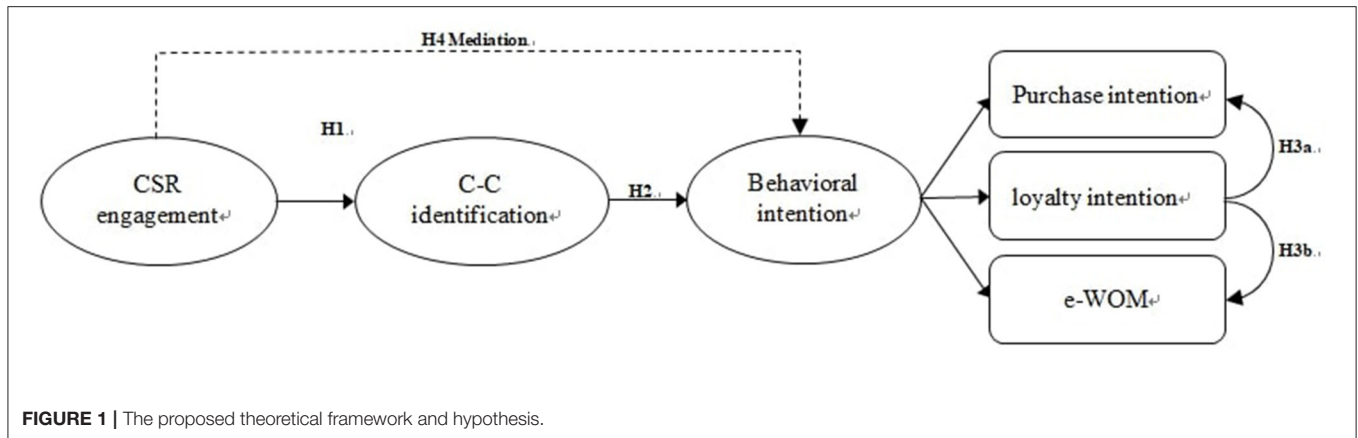 H4 Mediation
Purchase intention↵
H1
H3a
CSR
engagement↵
C-C
identification↵
H2
Behavioral
intention↵
loyalty intention↵
H3b
e-WOM↵
FIGURE 1 | The proposed theoretical framework and hypothesis.